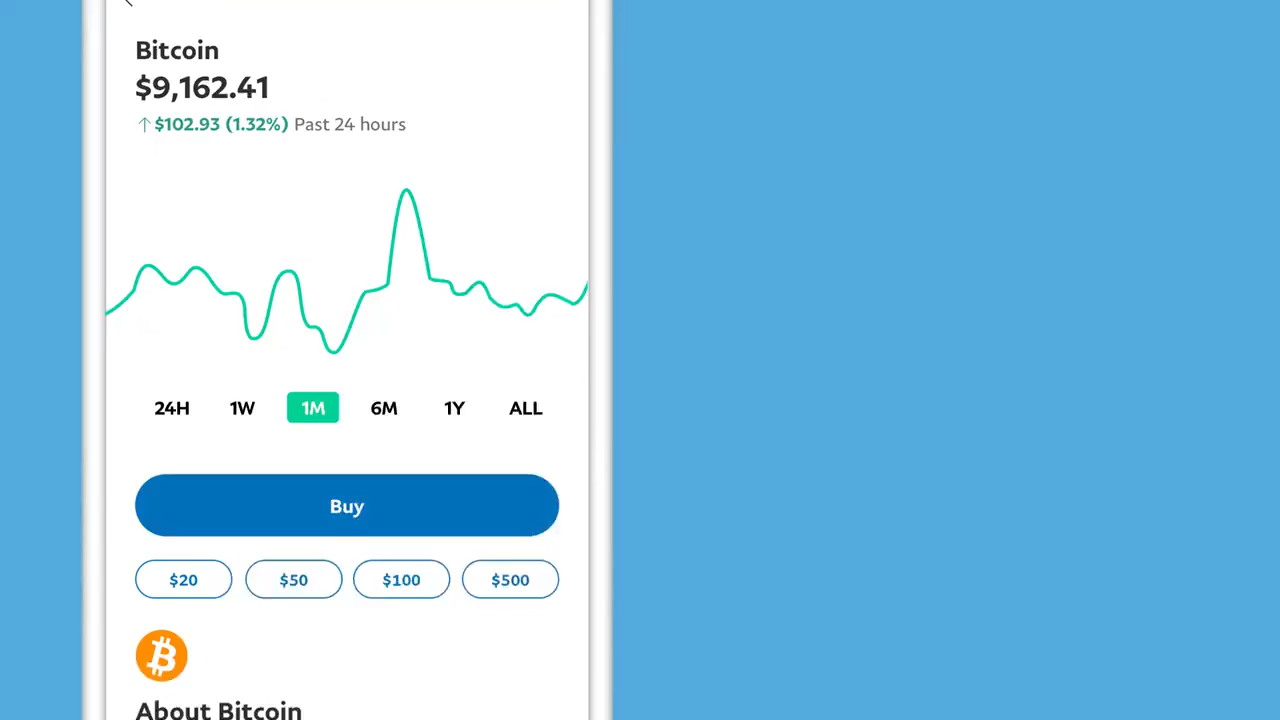 Bitcoin
$9,162.41
↑ $102.93 (1.32%) Past 24 hours
24H 1W 1M 6M 1Y ALL
Buy
$20 $50 $100 $500
About Bitcoin